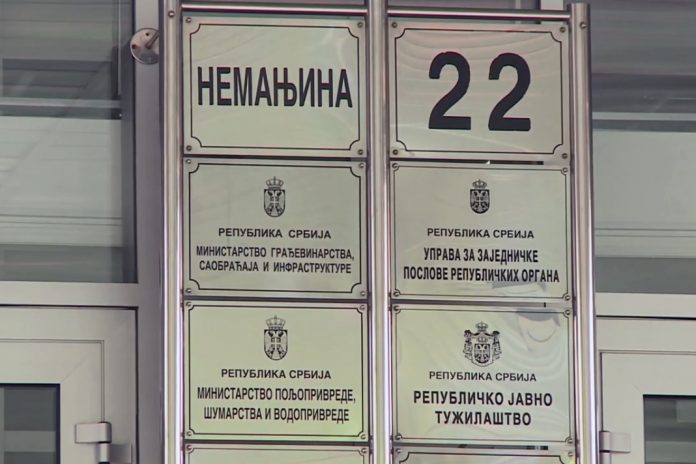 НЕМАЊИНА
22
РЕПУБЛИКА СРБИЈА
МИНИСТАРСТВО ГРАЂЕВИНАРСТВА,
САОБРАЋАЈА И ИНФРАСТРУКТУРЕ
РЕПУБЛИКА СРБИЈА
УПРАВА ЗА ЗАЈЕДНИЧКЕ
ПОСЛОВЕ РЕПУБЛИЧКИХ ОРГАНА
РЕПУБЛИКА СРБИЈА
МИНИСТАРСТВО ПОЉОПРИВРЕДЕ,
ШУМАРСТВА И ВОДОПРИВРЕДЕ
РЕПУБЛИКА СРБИЈА
РЕПУБЛИЧКО ЈАВНО
ТУЖИЛАШТВО